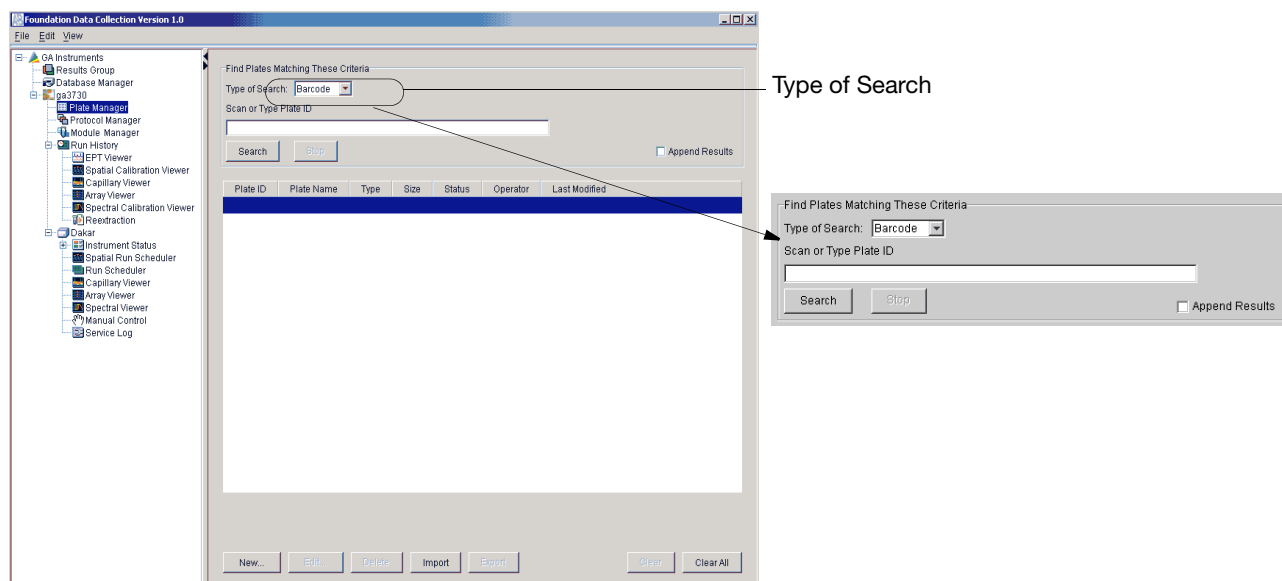 Foundation Data Collection Version 1.0
File Edit View
GA Instruments
Results Group
Database Manager
ga3730
Plate Manager
Protocol Manager
Module Manager
Run History
EPT Viewer
Spatial Calibration Viewer
Capillary Viewer
Array Viewer
Spectral Calibration Viewer
Reextraction
Dakar
Instrument Status
Spatial Run Scheduler
Run Scheduler
Capillary Viewer
Array Viewer
Spectral Viewer
Manual Control
Service Log
Find Plates Matching These Criteria
Type of Search: Barcode
Scan or Type Plate ID
Search Stop Append Results
Plate ID Plate Name Type Size Status Operator Last Modified
New... Edit... Delete Import Export Clear Clear All
Type of Search
Find Plates Matching These Criteria
Type of Search: Barcode
Scan or Type Plate ID
Search Stop Append Results